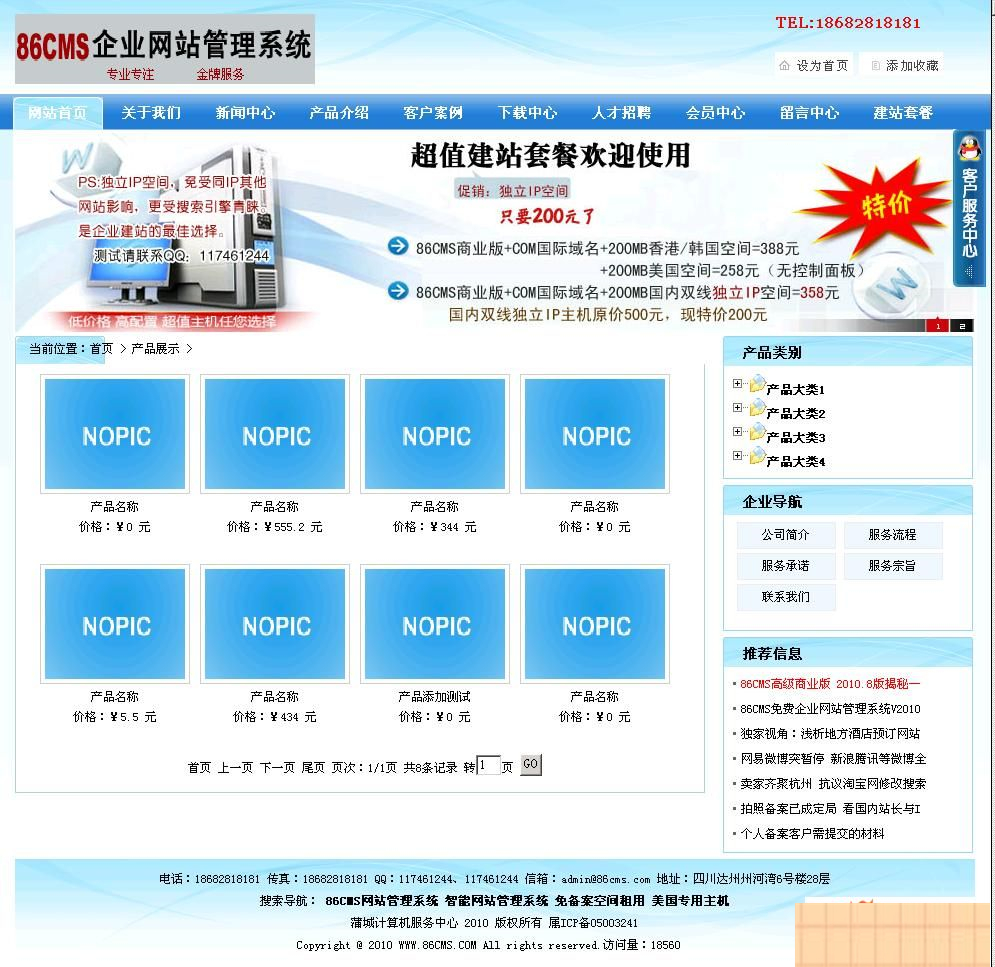 TEL:18682818181
86CMS企业网站管理系统
专业专注 金牌服务
设为首页 添加收藏
网站首页 关于我们 新闻中心 产品介绍 客户案例 下载中心 人才招聘 会员中心 留言中心 建站套餐
超值建站套餐欢迎使用
促销：独立IP空间
只要200元了
PS:独立IP空间，免受同IP其他
网站影响，更受搜索引擎青睐。
是企业建站的最佳选择。
测试请联系QQ：117461244
低价格 高配置 超值主机任您选择
86CMS商业版+COM国际域名+200MB香港/韩国空间=388元
+200MB美国空间=258元（无控制面板）
86CMS商业版+COM国际域名+200MB国内双线独立IP空间=358元
国内双线独立IP主机原价500元，现特价200元
特价
客户服务中心
1 2
当前位置：首页 > 产品展示 >
NOPIC NOPIC NOPIC NOPIC
产品名称 产品名称 产品名称 产品名称
价格：¥0 元 价格：¥555.2 元 价格：¥344 元 价格：¥0 元
NOPIC NOPIC NOPIC NOPIC
产品名称 产品名称 产品添加测试 产品名称
价格：¥5.5 元 价格：¥434 元 价格：¥0 元 价格：¥0 元
首页 上一页 下一页 尾页 页次：1/1页 共8条记录 转1页 GO
产品类别
产品大类1
产品大类2
产品大类3
产品大类4
企业导航
公司简介 服务流程
服务承诺 服务宗旨
联系我们
推荐信息
86CMS高级商业版 2010.8版揭秘一
86CMS免费企业网站管理系统V2010
独家视角：浅析地方酒店预订网站
网易微博突暂停 新浪腾讯等微博全
卖家齐聚杭州 抗议淘宝网修改搜索
拍照备案已成定局 看国内站长与I
个人备案客户需提交的材料
电话：18682818181 传真：18682818181 QQ：117461244、117461244 信箱：admin@86cms.com 地址：四川达州州河湾6号楼28层
搜索导航： 86CMS网站管理系统 智能网站管理系统 免备案空间租用 美国专用主机
蒲城计算机服务中心 2010 版权所有 蜀ICP备05003241
Copyright @ 2010 WWW.86CMS.COM All rights reserved.访问量：18560